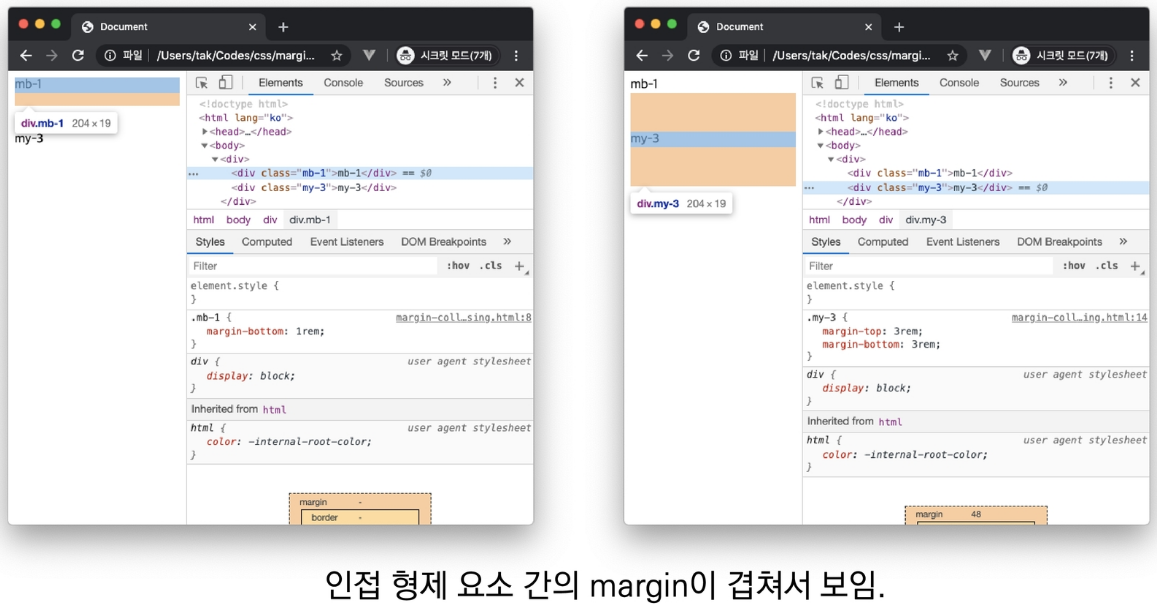 Document
파일 /Users/tak/Codes/css/margi... 시크릿 모드(7개)
mb-1
div.mb-1 204 × 19
my-3
Elements Console Sources »
<!doctype html>
<html lang="ko">
<head>…</head>
<body>
<div>
<div class="mb-1">mb-1</div> == $0
<div class="my-3">my-3</div>
</div>
html body div div.mb-1
Styles Computed Event Listeners DOM Breakpoints »
Filter :hov .cls +
element.style {
}
.mb-1 { margin-coll…sing.html:8
margin-bottom: 1rem;
}
div { user agent stylesheet
display: block;
}
Inherited from html
html { user agent stylesheet
color: -internal-root-color;
}
margin -
border -
Document
파일 /Users/tak/Codes/css/margi... 시크릿 모드(7개)
mb-1
my-3
div.my-3 204 × 19
Elements Console Sources »
<!doctype html>
<html lang="ko">
<head>…</head>
<body>
<div>
<div class="mb-1">mb-1</div>
<div class="my-3">my-3</div> == $0
</div>
html body div div.my-3
Styles Computed Event Listeners DOM Breakpoints »
Filter :hov .cls +
element.style {
}
.my-3 { margin-coll…ing.html:14
margin-top: 3rem;
margin-bottom: 3rem;
}
div { user agent stylesheet
display: block;
}
Inherited from html
html { user agent stylesheet
color: -internal-root-color;
}
margin 48
인접 형제 요소 간의 margin이 겹쳐서 보임.